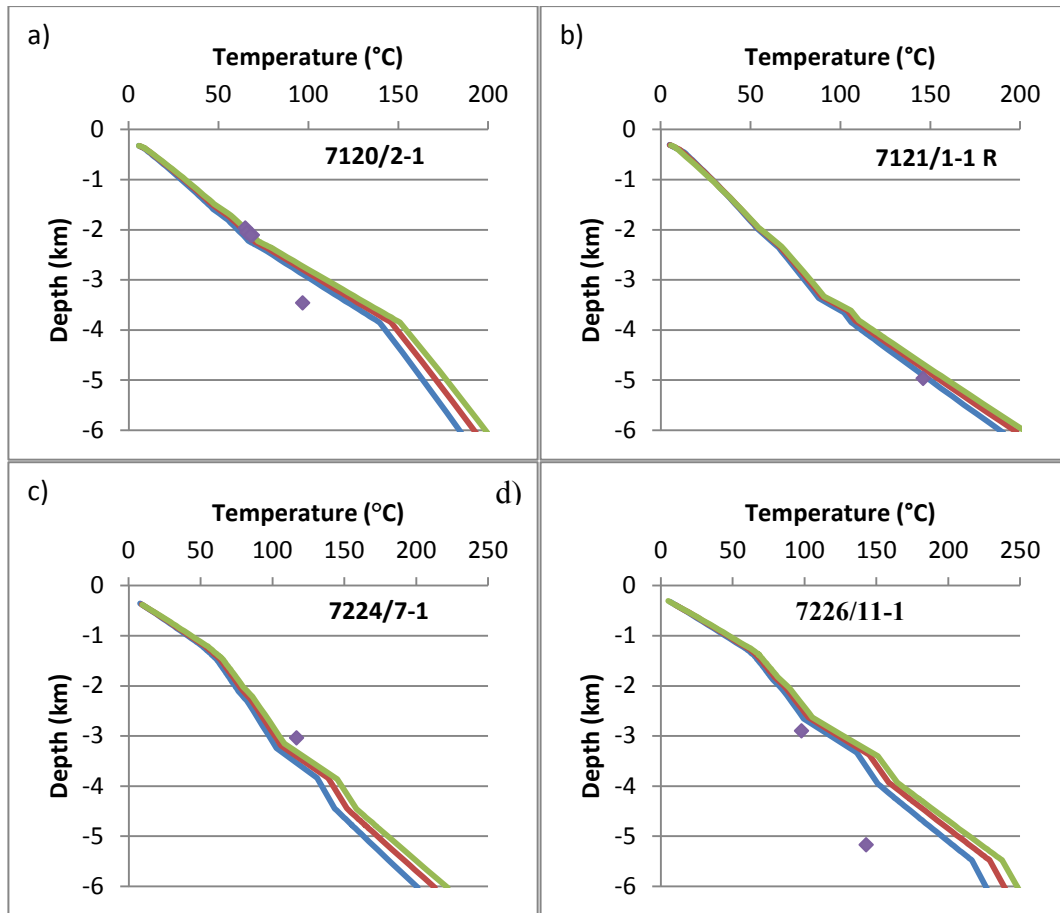 a)
Temperature (°C)
0 50 100 150 200
0
-1
-2
-3
-4
-5
-6
Depth (km)
7120/2-1
b)
Temperature (°C)
0 50 100 150 200
0
-1
-2
-3
-4
-5
-6
Depth (km)
7121/1-1 R
c)
Temperature (°C)
0 50 100 150 200 250
0
-1
-2
-3
-4
-5
-6
Depth (km)
7224/7-1
d)
Temperature (°C)
0 50 100 150 200 250
0
-1
-2
-3
-4
-5
-6
Depth (km)
7226/11-1